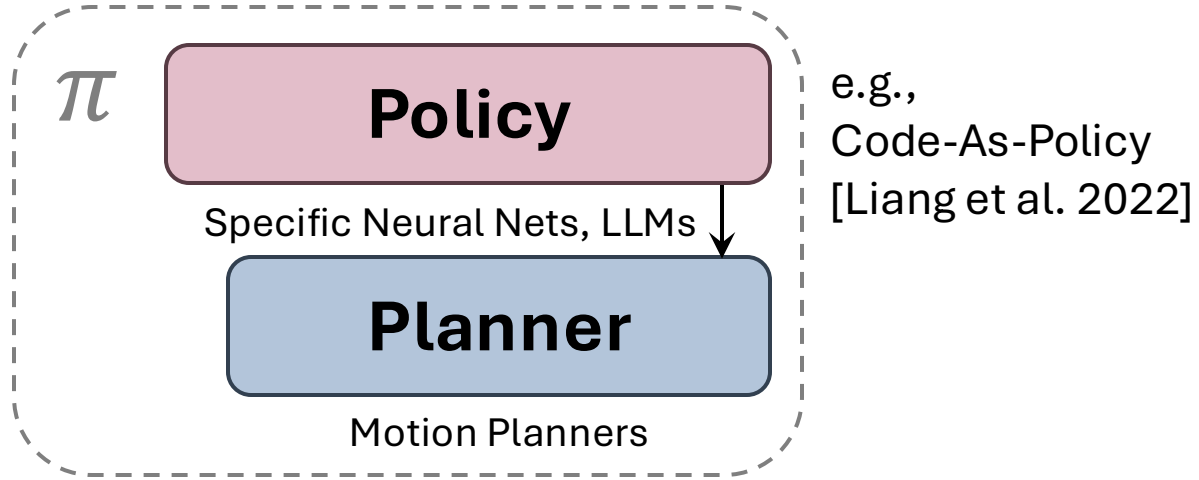 π
Policy
Specific Neural Nets, LLMs
Planner
Motion Planners
e.g.,
Code-As-Policy
[Liang et al. 2022]